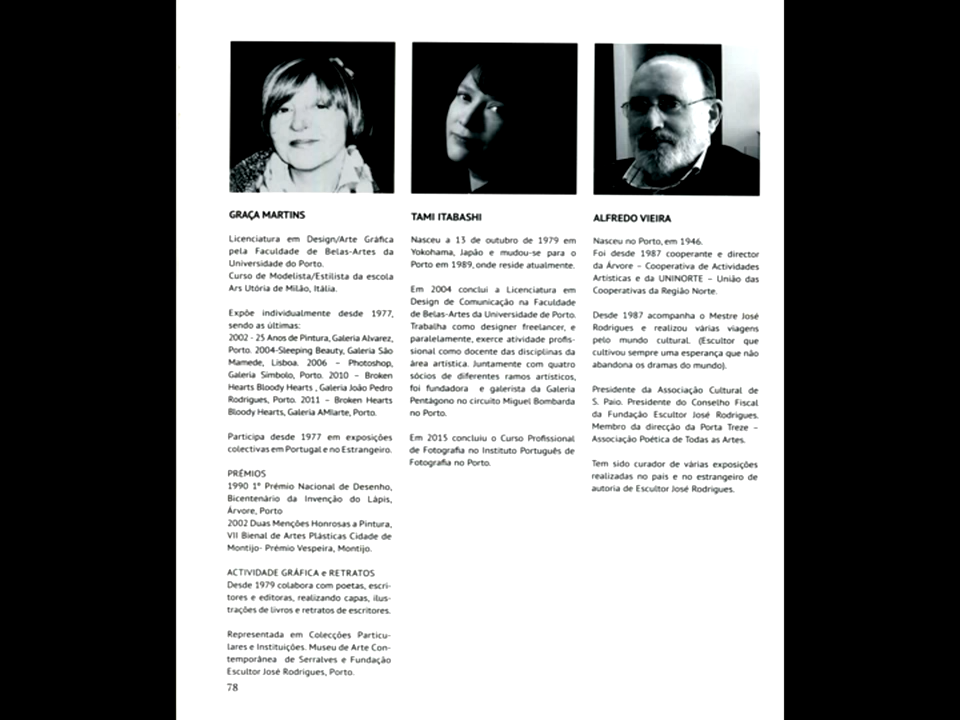 GRAÇA MARTINS
Licenciatura em Design/Arte Gráfica
pela Faculdade de Belas-Artes da
Universidade do Porto.
Curso de Modelista/Estilista da escola
Ars Utória de Milão, Itália.
Expõe individualmente desde 1977,
sendo as últimas:
2002 - 25 Anos de Pintura, Galeria Alvarez,
Porto. 2004-Sleeping Beauty, Galeria São
Mamede, Lisboa. 2006 – Photoshop,
Galeria Símbolo, Porto. 2010 – Broken
Hearts Bloody Hearts , Galeria João Pedro
Rodrigues, Porto. 2011 – Broken Hearts
Bloody Hearts, Galeria AMIarte, Porto.
Participa desde 1977 em exposições
colectivas em Portugal e no Estrangeiro.
PRÉMIOS
1990 1º Prémio Nacional de Desenho,
Bicentenário da Invenção do Lápis,
Árvore, Porto
2002 Duas Menções Honrosas a Pintura,
VII Bienal de Artes Plásticas Cidade de
Montijo- Prémio Vespeira, Montijo.
ACTIVIDADE GRÁFICA e RETRATOS
Desde 1979 colabora com poetas, escri-
tores e editoras, realizando capas, ilus-
trações de livros e retratos de escritores.
Representada em Colecções Particu-
lares e Instituições. Museu de Arte Con-
temporânea de Serralves e Fundação
Escultor José Rodrigues, Porto.
78
TAMI ITABASHI
Nasceu a 13 de outubro de 1979 em
Yokohama, Japão e mudou-se para o
Porto em 1989, onde reside atualmente.
Em 2004 conclui a Licenciatura em
Design de Comunicação na Faculdade
de Belas-Artes da Universidade de Porto.
Trabalha como designer freelancer, e
paralelamente, exerce atividade profis-
sional como docente das disciplinas da
área artística. Juntamente com quatro
sócios de diferentes ramos artísticos,
foi fundadora e galerista da Galeria
Pentágono no circuito Miguel Bombarda
no Porto.
Em 2015 concluiu o Curso Profissional
de Fotografia no Instituto Português de
Fotografia no Porto.
ALFREDO VIEIRA
Nasceu no Porto, em 1946.
Foi desde 1987 cooperante e director
da Árvore – Cooperativa de Actividades
Artísticas e da UNINORTE – União das
Cooperativas da Região Norte.
Desde 1987 acompanha o Mestre José
Rodrigues e realizou várias viagens
pelo mundo cultural. (Escultor que
cultivou sempre uma esperança que não
abandona os dramas do mundo).
Presidente da Associação Cultural de
S. Paio. Presidente do Conselho Fiscal
da Fundação Escultor José Rodrigues.
Membro da direcção da Porta Treze –
Associação Poética de Todas as Artes.
Tem sido curador de várias exposições
realizadas no país e no estrangeiro de
autoria de Escultor José Rodrigues.